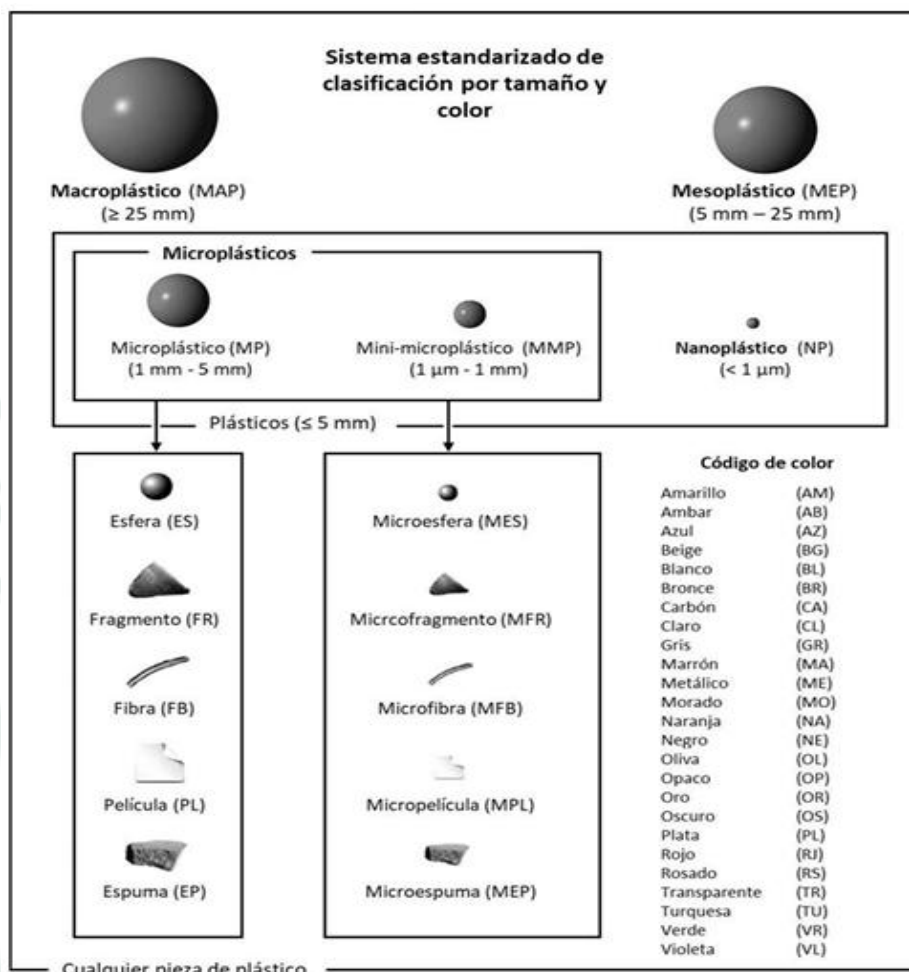 Sistema estandarizado de
clasificación por tamaño y
color
Macroplástico (MAP)
(≥ 25 mm)
Mesoplástico (MEP)
(5 mm – 25 mm)
Microplásticos
Microplástico (MP)
(1 mm - 5 mm)
Mini-microplástico (MMP)
(1 μm - 1 mm)
Nanoplástico (NP)
(< 1 μm)
Plásticos (≤ 5 mm)
Esfera (ES)
Fragmento (FR)
Fibra (FB)
Película (PL)
Espuma (EP)
Microesfera (MES)
Micrcofragmento (MFR)
Microfibra (MFB)
Micropelícula (MPL)
Microespuma (MEP)
Código de color
Amarillo (AM)
Ambar (AB)
Azul (AZ)
Beige (BG)
Blanco (BL)
Bronce (BR)
Carbón (CA)
Claro (CL)
Gris (GR)
Marrón (MA)
Metálico (ME)
Morado (MO)
Naranja (NA)
Negro (NE)
Oliva (OL)
Opaco (OP)
Oro (OR)
Oscuro (OS)
Plata (PL)
Rojo (RJ)
Rosado (RS)
Transparente (TR)
Turquesa (TU)
Verde (VR)
Violeta (VL)
Cualquier pieza de plástico